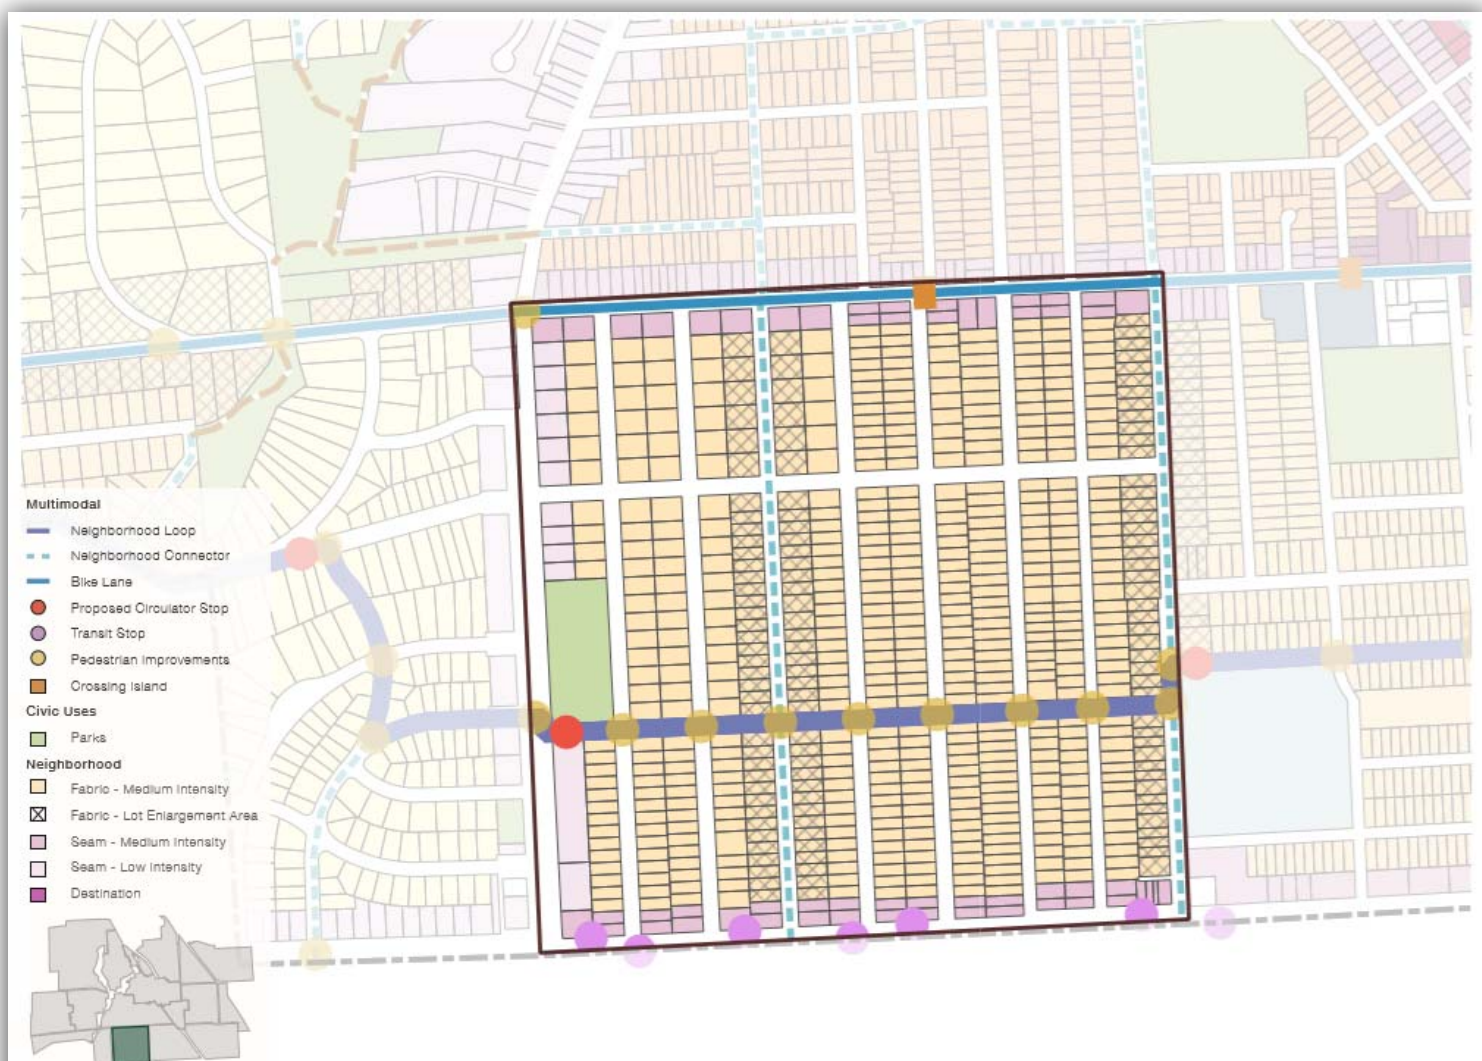 Multimodal
Neighborhood Loop
Neighborhood Connector
Bike Lane
Proposed Circulator Stop
Transit Stop
Pedestrian Improvements
Crossing Island
Civic Uses
Parks
Neighborhood
Fabric - Medium Intensity
Fabric - Lot Enlargement Area
Seam - Medium Intensity
Seam - Low Intensity
Destination